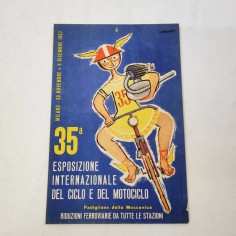 MILANO - 30 NOVEMBRE - 8 DICEMBRE 1957
35
35ª
ESPOSIZIONE
INTERNAZIONALE
DEL CICLO E DEL MOTOCICLO
Padiglione della Meccanica
RIDUZIONI FERROVIARIE DA TUTTE LE STAZIONI